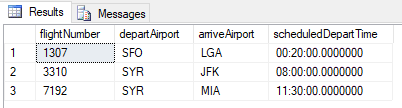 Results Messages
flightNumber departAirport arriveAirport scheduledDepartTime
1 1307 SFO LGA 00:20:00.0000000
2 3310 SYR JFK 08:00:00.0000000
3 7192 SYR MIA 11:30:00.0000000